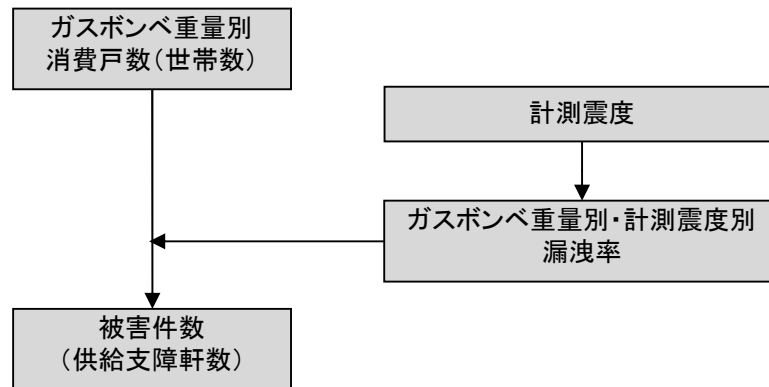 ガスボンベ重量別
消費戸数(世帯数)
計測震度
ガスボンベ重量別・計測震度別
漏洩率
被害件数
(供給支障軒数)